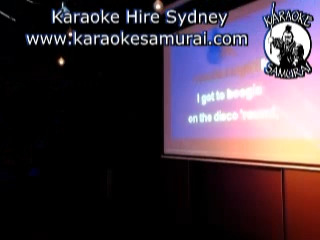 Karaoke Hire Sydney
www.karaokesamurai.com
KARAOKE
SAMURAI
I got to boogie
on the disco 'round,